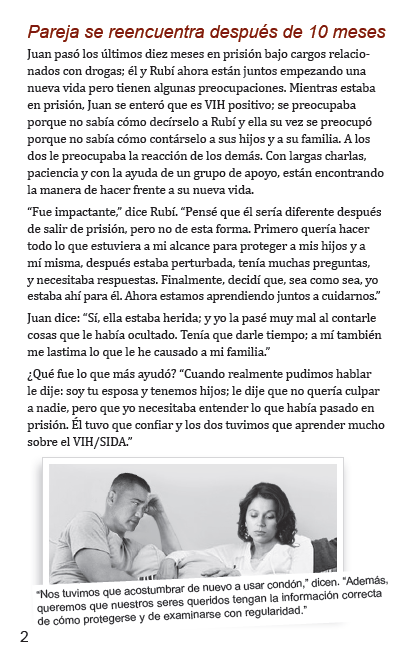 Pareja se reencuentra después de 10 meses
Juan pasó los últimos diez meses en prisión bajo cargos relacio-
nados con drogas; él y Rubí ahora están juntos empezando una
nueva vida pero tienen algunas preocupaciones. Mientras estaba
en prisión, Juan se enteró que es VIH positivo; se preocupaba
porque no sabía cómo decírselo a Rubí y ella su vez se preocupó
porque no sabía cómo contárselo a sus hijos y a su familia. A los
dos le preocupaba la reacción de los demás. Con largas charlas,
paciencia y con la ayuda de un grupo de apoyo, están encontrando
la manera de hacer frente a su nueva vida.
“Fue impactante,” dice Rubí. “Pensé que él sería diferente después
de salir de prisión, pero no de esta forma. Primero quería hacer
todo lo que estuviera a mi alcance para proteger a mis hijos y a
mí misma, después estaba perturbada, tenía muchas preguntas,
y necesitaba respuestas. Finalmente, decidí que, sea como sea, yo
estaba ahí para él. Ahora estamos aprendiendo juntos a cuidarnos.”
Juan dice: “Sí, ella estaba herida; y yo la pasé muy mal al contarle
cosas que le había ocultado. Tenía que darle tiempo; a mí también
me lastima lo que le he causado a mi familia.”
¿Qué fue lo que más ayudó? “Cuando realmente pudimos hablar
le dije: soy tu esposa y tenemos hijos; le dije que no quería culpar
a nadie, pero que yo necesitaba entender lo que había pasado en
prisión. Él tuvo que confiar y los dos tuvimos que aprender mucho
sobre el VIH/SIDA.”
“Nos tuvimos que acostumbrar de nuevo a usar condón,” dicen. “Además,
queremos que nuestros seres queridos tengan la información correcta
de cómo protegerse y de examinarse con regularidad.”
2